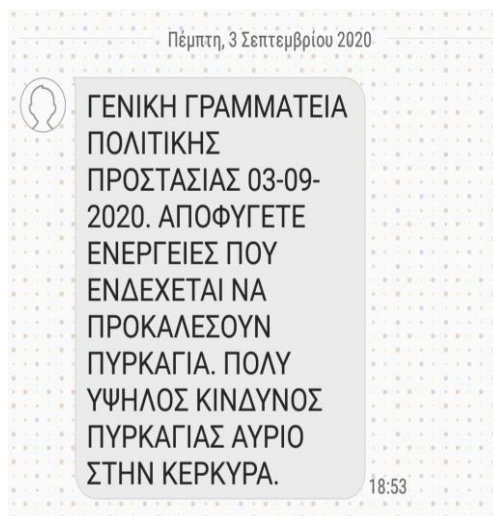 Πέμπτη, 3 Σεπτεμβρίου 2020
ΓΕΝΙΚΗ ΓΡΑΜΜΑΤΕΙΑ
ΠΟΛΙΤΙΚΗΣ
ΠΡΟΣΤΑΣΙΑΣ 03-09-
2020. ΑΠΟΦΥΓΕΤΕ
ΕΝΕΡΓΕΙΕΣ ΠΟΥ
ΕΝΔΕΧΕΤΑΙ ΝΑ
ΠΡΟΚΑΛΕΣΟΥΝ
ΠΥΡΚΑΓΙΑ. ΠΟΛΥ
ΥΨΗΛΟΣ ΚΙΝΔΥΝΟΣ
ΠΥΡΚΑΓΙΑΣ ΑΥΡΙΟ
ΣΤΗΝ ΚΕΡΚΥΡΑ.
18:53